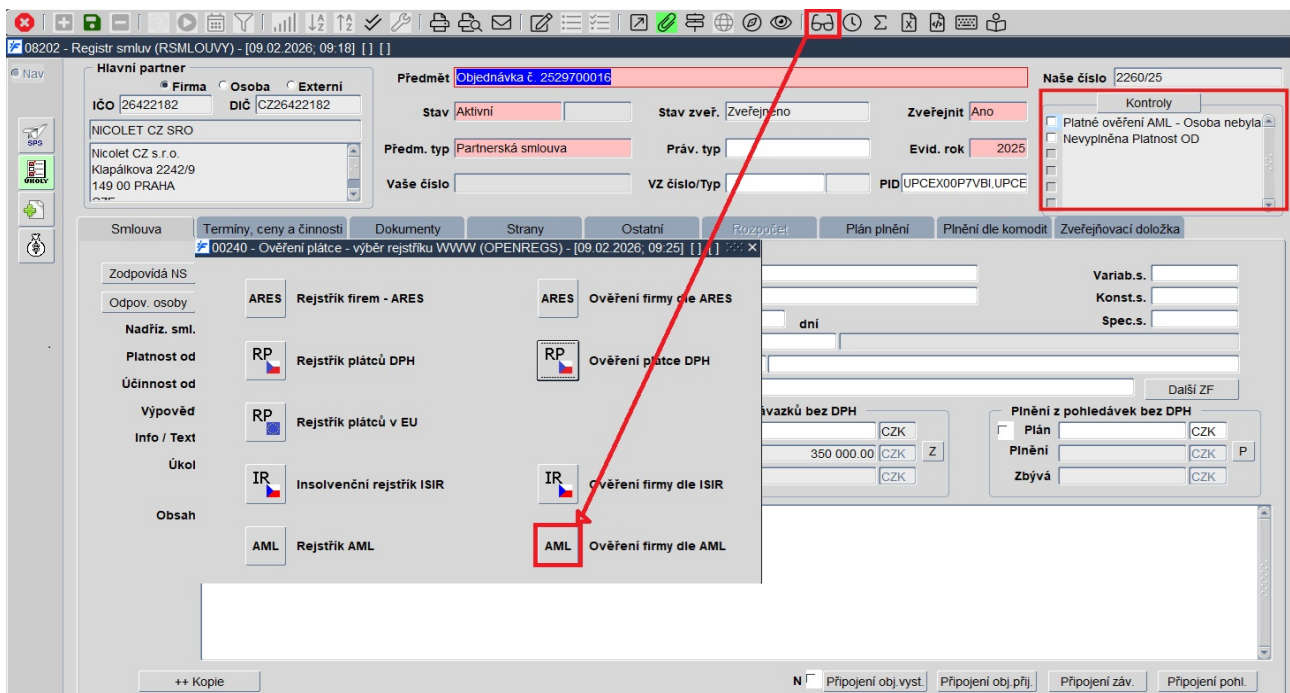 08202 - Registr smluv (RSMLOUVY) - [09.02.2026; 09:18] [ ] [ ]
Nav
SPS
ÚKOLY
Hlavní partner
Firma Osoba Externí
IČO 26422182 DIČ CZ26422182
NICOLET CZ SRO
Nicolet CZ s.r.o.
Klapálkova 2242/9
149 00 PRAHA
Předmět Objednávka č. 2529700016
Stav Aktivní Stav zveř. Zveřejněno Zveřejnit Ano
Předm. typ Partnerská smlouva Práv. typ Evid. rok 2025
Vaše číslo VZ číslo/Typ PID UPCEX00P7VBI,UPCE
Naše číslo 2260/25
Kontroly
Platné ověření AML - Osoba nebyla
Nevyplněna Platnost OD
Smlouva Termíny, ceny a činnosti Dokumenty Strany Ostatní Rozpočet Plán plnění Plnění dle komodit Zveřejňovací doložka
00240 - Ověření plátce - výběr rejstříku WWW (OPENREGS) - [09.02.2026; 09:25] [ ] [ ]
ARES Rejstřík firem - ARES ARES Ověření firmy dle ARES
RP Rejstřík plátců DPH RP Ověření plátce DPH
RP Rejstřík plátců v EU
IR Insolvenční rejstřík ISIR IR Ověření firmy dle ISIR
AML Rejstřík AML AML Ověření firmy dle AML
Zodpovídá NS
Odpov. osoby
Nadříz. sml.
Platnost od
Účinnost od
Výpověď
Info / Text
Úkol
Obsah
Variab.s.
Konst.s.
Spec.s.
dní
Další ZF
ávazků bez DPH
CZK
350 000.00 CZK Z
CZK
Plnění z pohledávek bez DPH
Plán CZK
Plnění CZK P
Zbývá CZK
++ Kopie N Připojení obj.vyst. Připojení obj.přij. Připojení záv. Připojení pohl.